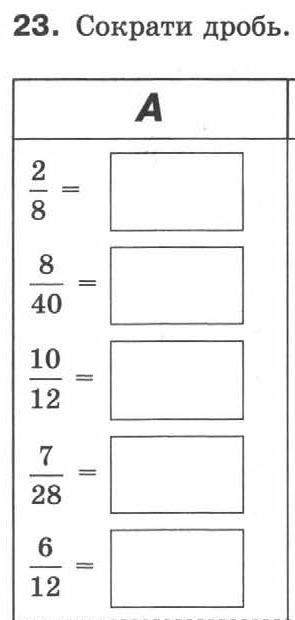 23. Сократи дробь.
А
2/8 =
8/40 =
10/12 =
7/28 =
6/12 =